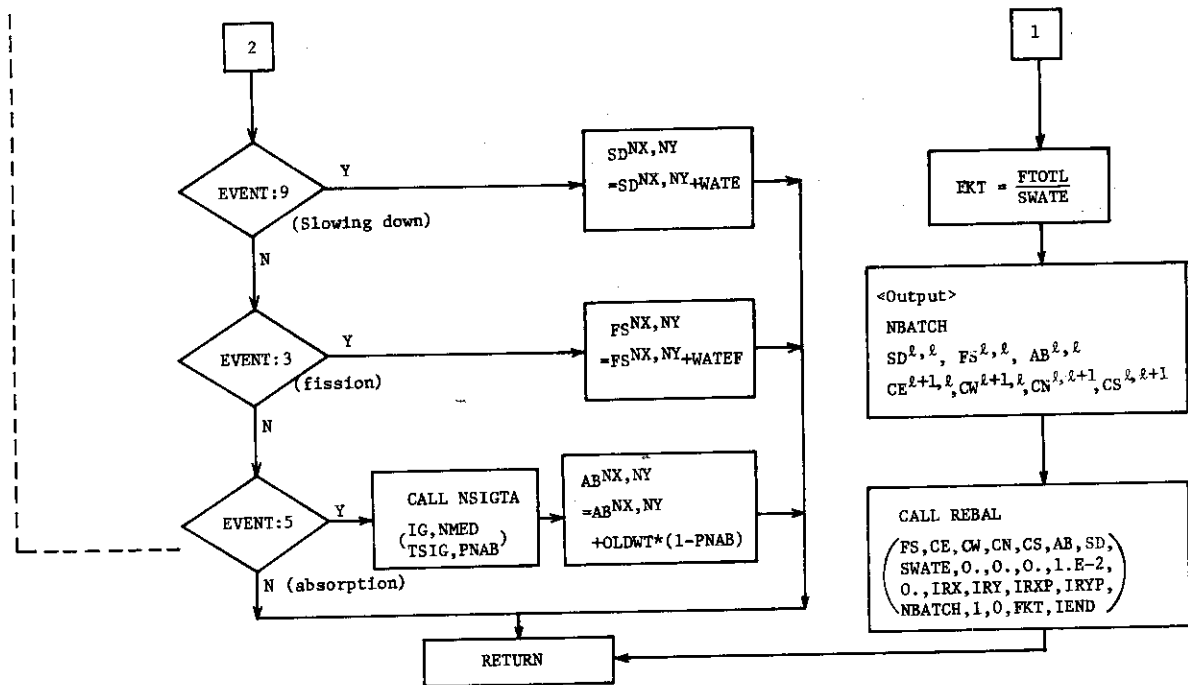 2
EVENT:9
Y
(Slowing down)
N
SD^NX,NY
=SD^NX,NY+WATE
EVENT:3
Y
(fission)
N
FS^NX,NY
=FS^NX,NY+WATEF
EVENT:5
Y
N (absorption)
CALL NSIGTA
(IG,NMED
TSIG,PNAB)
AB^NX,NY
=AB^NX,NY
+OLDWT*(1-PNAB)
RETURN
1
FKT = FTOTL
SWATE
<Output>
NBATCH
SD^ℓ,ℓ, FS^ℓ,ℓ, AB^ℓ,ℓ
CE^ℓ+1,ℓ,CW^ℓ+1,ℓ,CN^ℓ,ℓ+1,CS^ℓ,ℓ+1
CALL REBAL
(FS,CE,CW,CN,CS,AB,SD,
SWATE,0.,0.,0.,1.E-2,
0.,IRX,IRY,IRXP,IRYP,
NBATCH,1,0,FKT,IEND)